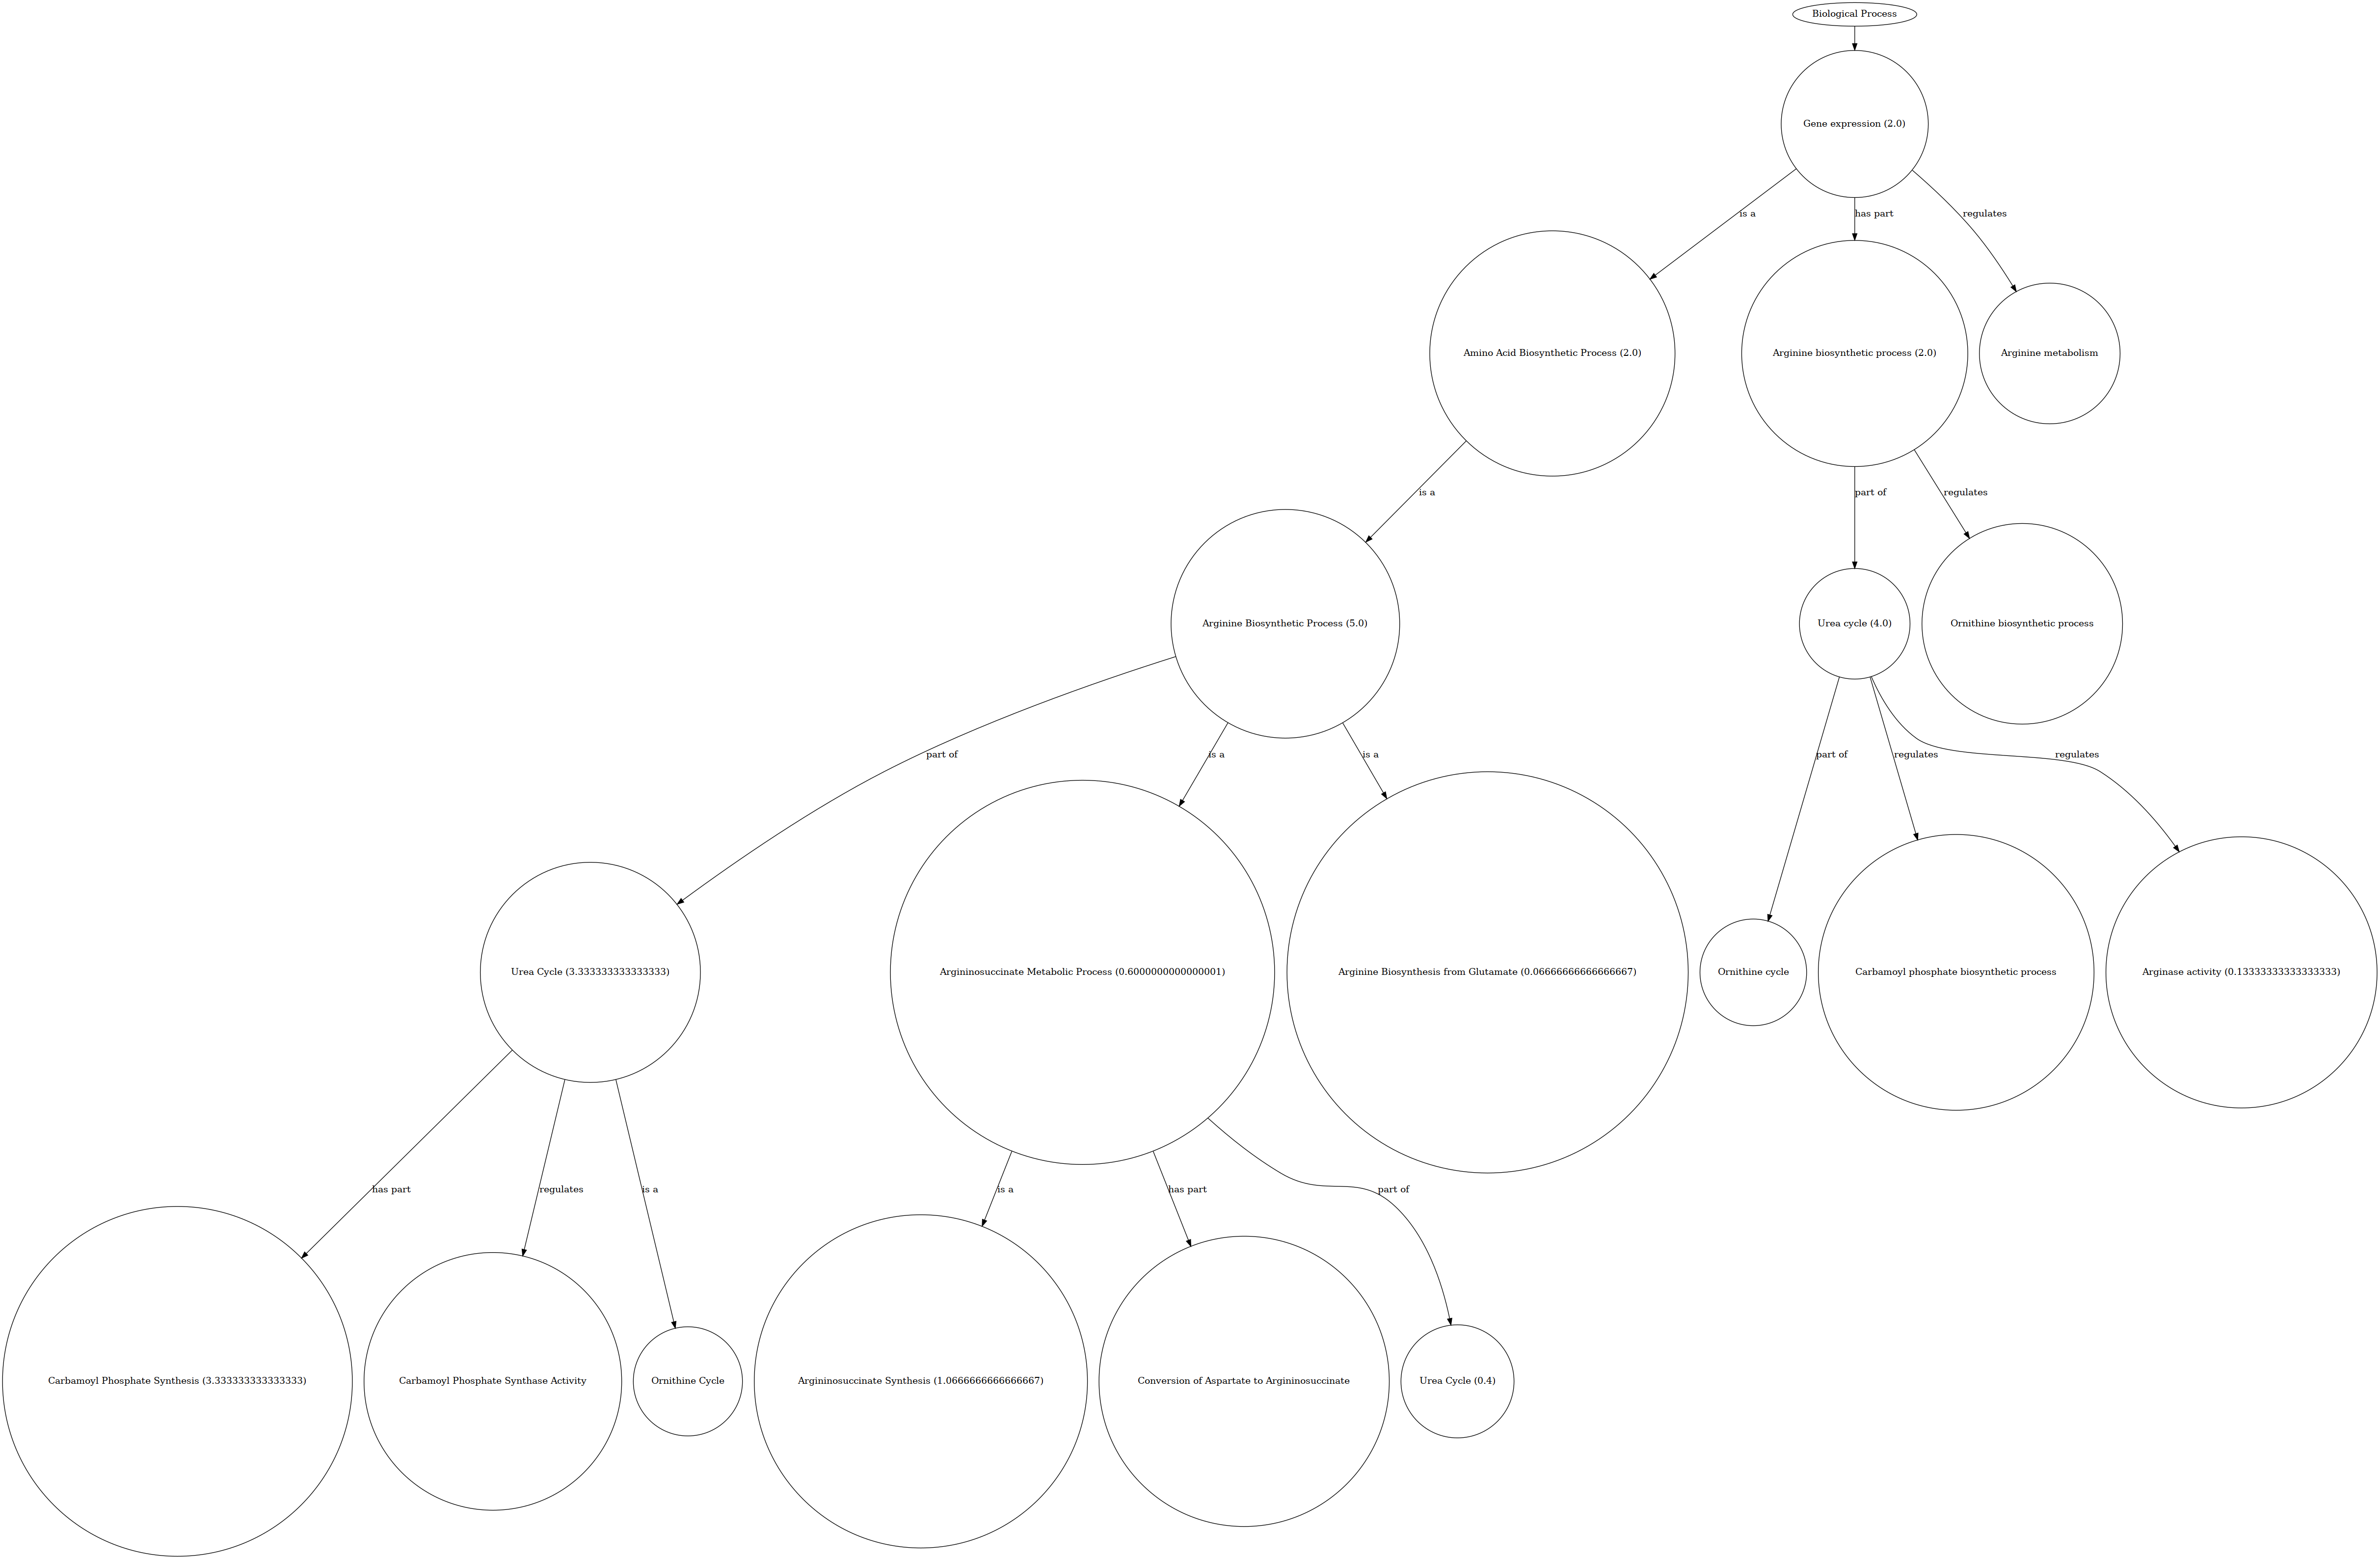 Biological Process
Gene expression (2.0)
is a
has part
regulates
Amino Acid Biosynthetic Process (2.0)
Arginine biosynthetic process (2.0)
Arginine metabolism
is a
part of
regulates
Arginine Biosynthetic Process (5.0)
Urea cycle (4.0)
Ornithine biosynthetic process
part of
is a
is a
part of
regulates
regulates
Urea Cycle (3.333333333333333)
Argininosuccinate Metabolic Process (0.6000000000000001)
Arginine Biosynthesis from Glutamate (0.06666666666666667)
Ornithine cycle
Carbamoyl phosphate biosynthetic process
Arginase activity (0.13333333333333333)
has part
regulates
is a
is a
has part
part of
Carbamoyl Phosphate Synthesis (3.333333333333333)
Carbamoyl Phosphate Synthase Activity
Ornithine Cycle
Argininosuccinate Synthesis (1.0666666666666667)
Conversion of Aspartate to Argininosuccinate
Urea Cycle (0.4)